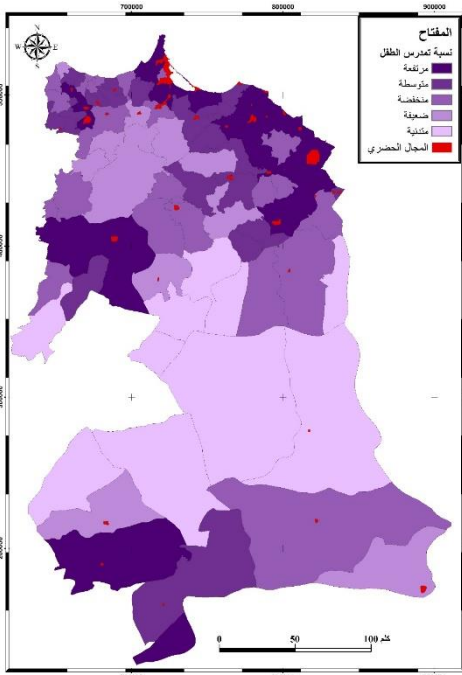 700000 800000 900000
N
W E
S
المفتاح
نسبة تمدرس الطفل
مرتفعة
متوسطة
منخفضة
ضعيفة
متدنية
المجال الحضري
0 50 100 كلم